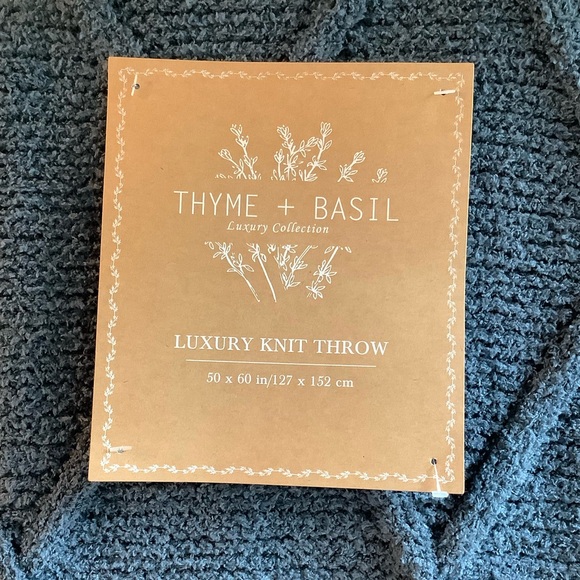 THYME + BASIL
Luxury Collection
LUXURY KNIT THROW
50 x 60 in/127 x 152 cm